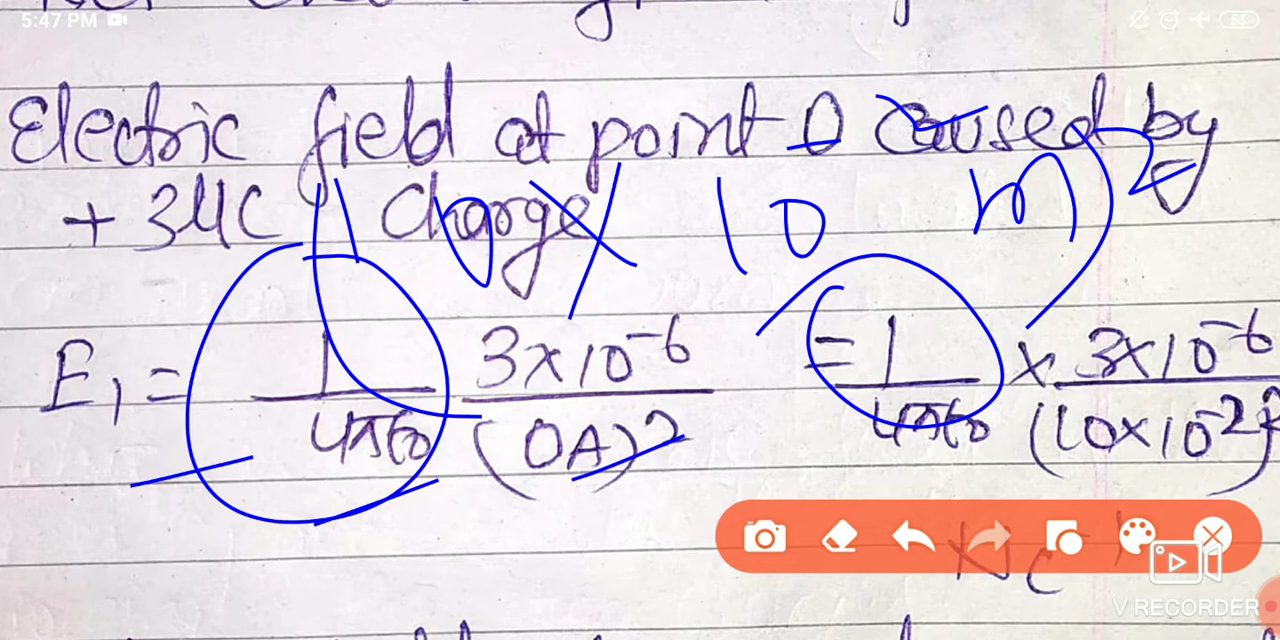 5:47 PM
53
Electric field at point O caused by
+ 3μC Charge
10 m
E₁ = 1/4πε₀ 3×10⁻⁶/(OA)² = 1/4πε₀ × 3×10⁻⁶/(10×10⁻²)²
V RECORDER